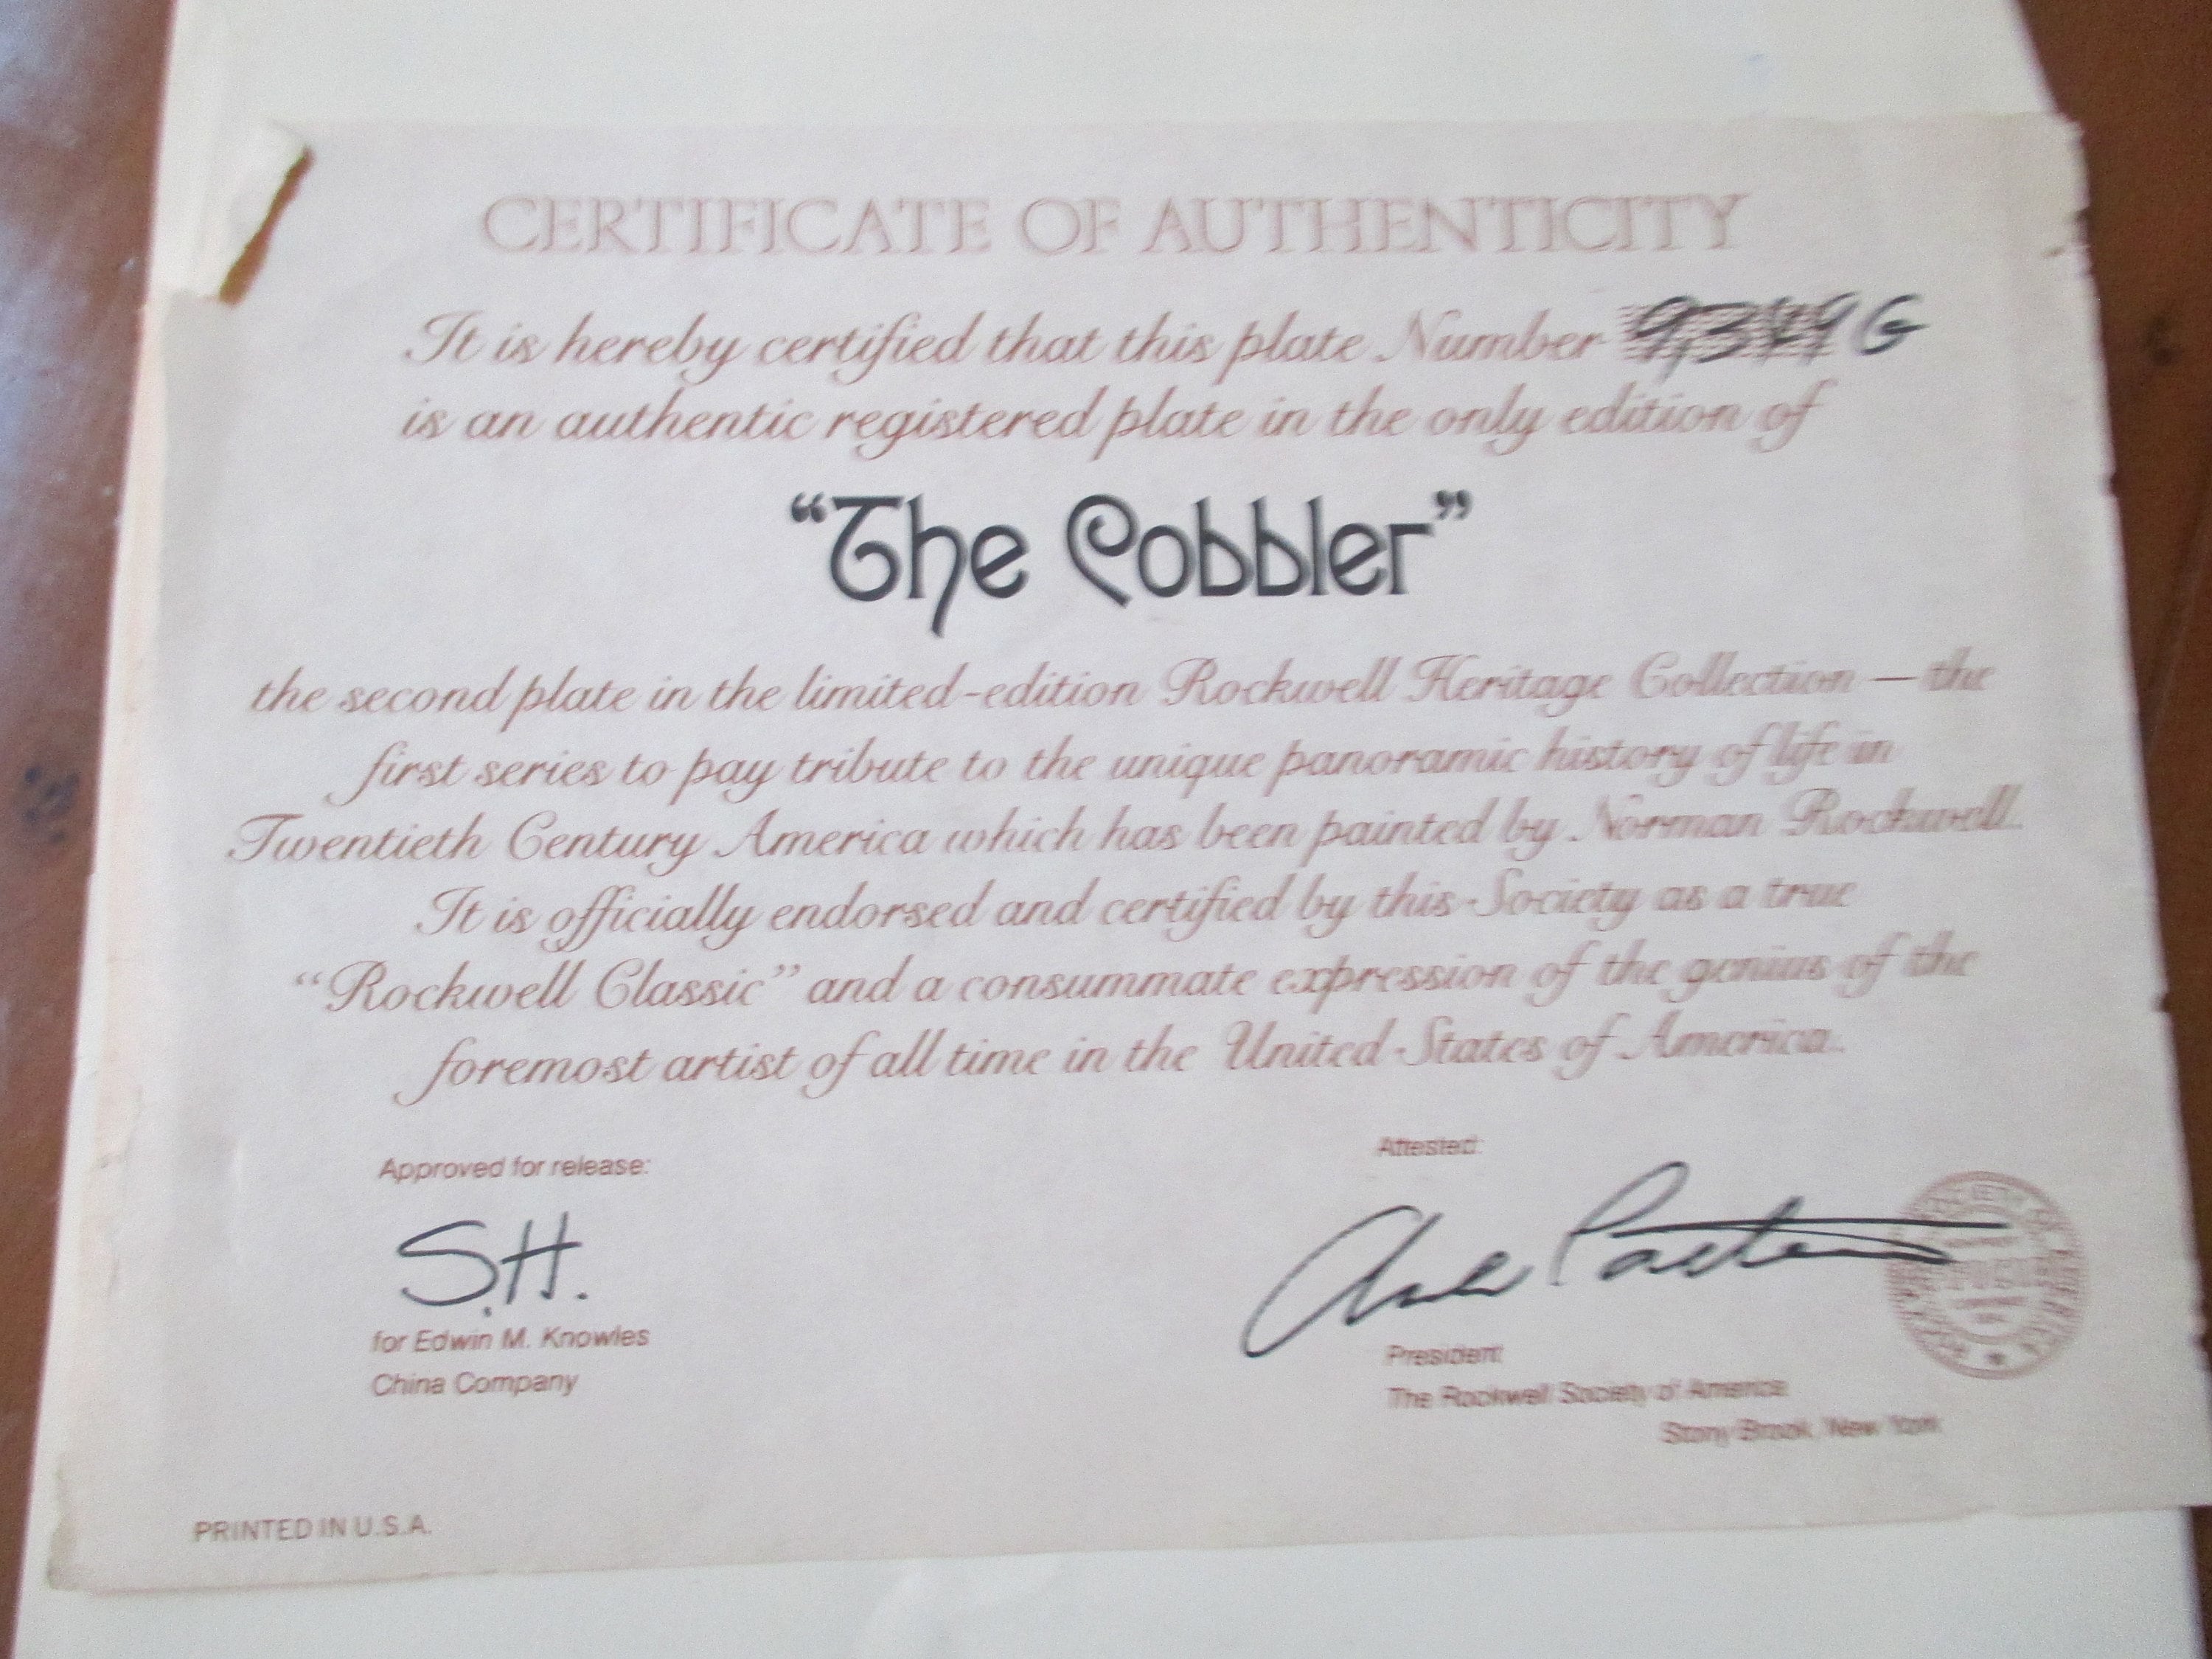 CERTIFICATE OF AUTHENTICITY
It is hereby certified that this plate Number
is an authentic registered plate in the only edition of
“The Cobbler”
the second plate in the limited-edition Rockwell Heritage Collection — the
first series to pay tribute to the unique panoramic history of life in
Twentieth Century America which has been painted by Norman Rockwell.
It is officially endorsed and certified by this Society as a true
“Rockwell Classic” and a consummate expression of the genius of the
foremost artist of all time in the United States of America.
Approved for release:
S.H.
for Edwin M. Knowles
China Company
Attested:
President
The Rockwell Society of America
Stony Brook, New York
PRINTED IN U.S.A.